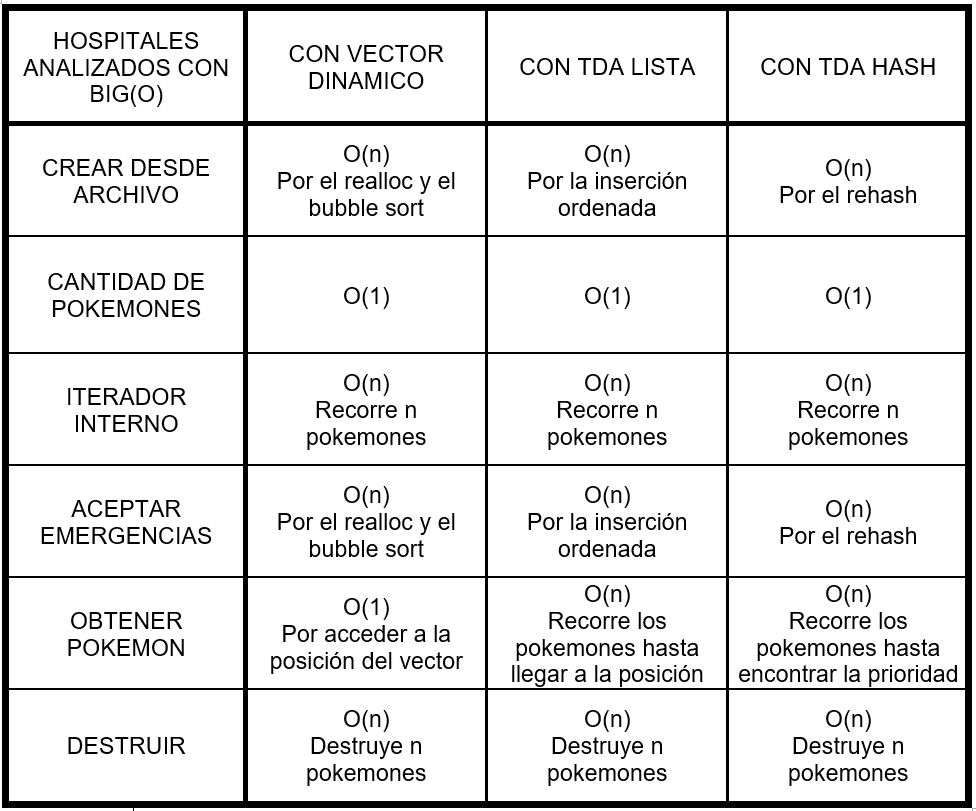 HOSPITALES
ANALIZADOS CON
BIG(O)
CON VECTOR
DINAMICO
CON TDA LISTA
CON TDA HASH
CREAR DESDE
ARCHIVO
O(n)
Por el realloc y el
bubble sort
O(n)
Por la inserción
ordenada
O(n)
Por el rehash
CANTIDAD DE
POKEMONES
O(1)
O(1)
O(1)
ITERADOR
INTERNO
O(n)
Recorre n
pokemones
O(n)
Recorre n
pokemones
O(n)
Recorre n
pokemones
ACEPTAR
EMERGENCIAS
O(n)
Por el realloc y el
bubble sort
O(n)
Por la inserción
ordenada
O(n)
Por el rehash
OBTENER
POKEMON
O(1)
Por acceder a la
posición del vector
O(n)
Recorre los
pokemones hasta
llegar a la posición
O(n)
Recorre los
pokemones hasta
encontrar la prioridad
DESTRUIR
O(n)
Destruye n
pokemones
O(n)
Destruye n
pokemones
O(n)
Destruye n
pokemones